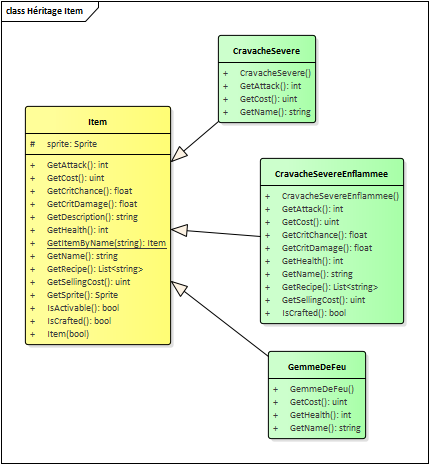 class Héritage Item
Item
# sprite: Sprite
+ GetAttack(): int
+ GetCost(): uint
+ GetCritChance(): float
+ GetCritDamage(): float
+ GetDescription(): string
+ GetHealth(): int
+ GetItemByName(string): Item
+ GetName(): string
+ GetRecipe(): List<string>
+ GetSellingCost(): uint
+ GetSprite(): Sprite
+ IsActivable(): bool
+ IsCrafted(): bool
+ Item(bool)
CravacheSevere
+ CravacheSevere()
+ GetAttack(): int
+ GetCost(): uint
+ GetName(): string
CravacheSevereEnflammee
+ CravacheSevereEnflammee()
+ GetAttack(): int
+ GetCost(): uint
+ GetCritChance(): float
+ GetCritDamage(): float
+ GetHealth(): int
+ GetName(): string
+ GetRecipe(): List<string>
+ GetSellingCost(): uint
+ IsCrafted(): bool
GemmeDeFeu
+ GemmeDeFeu()
+ GetCost(): uint
+ GetHealth(): int
+ GetName(): string